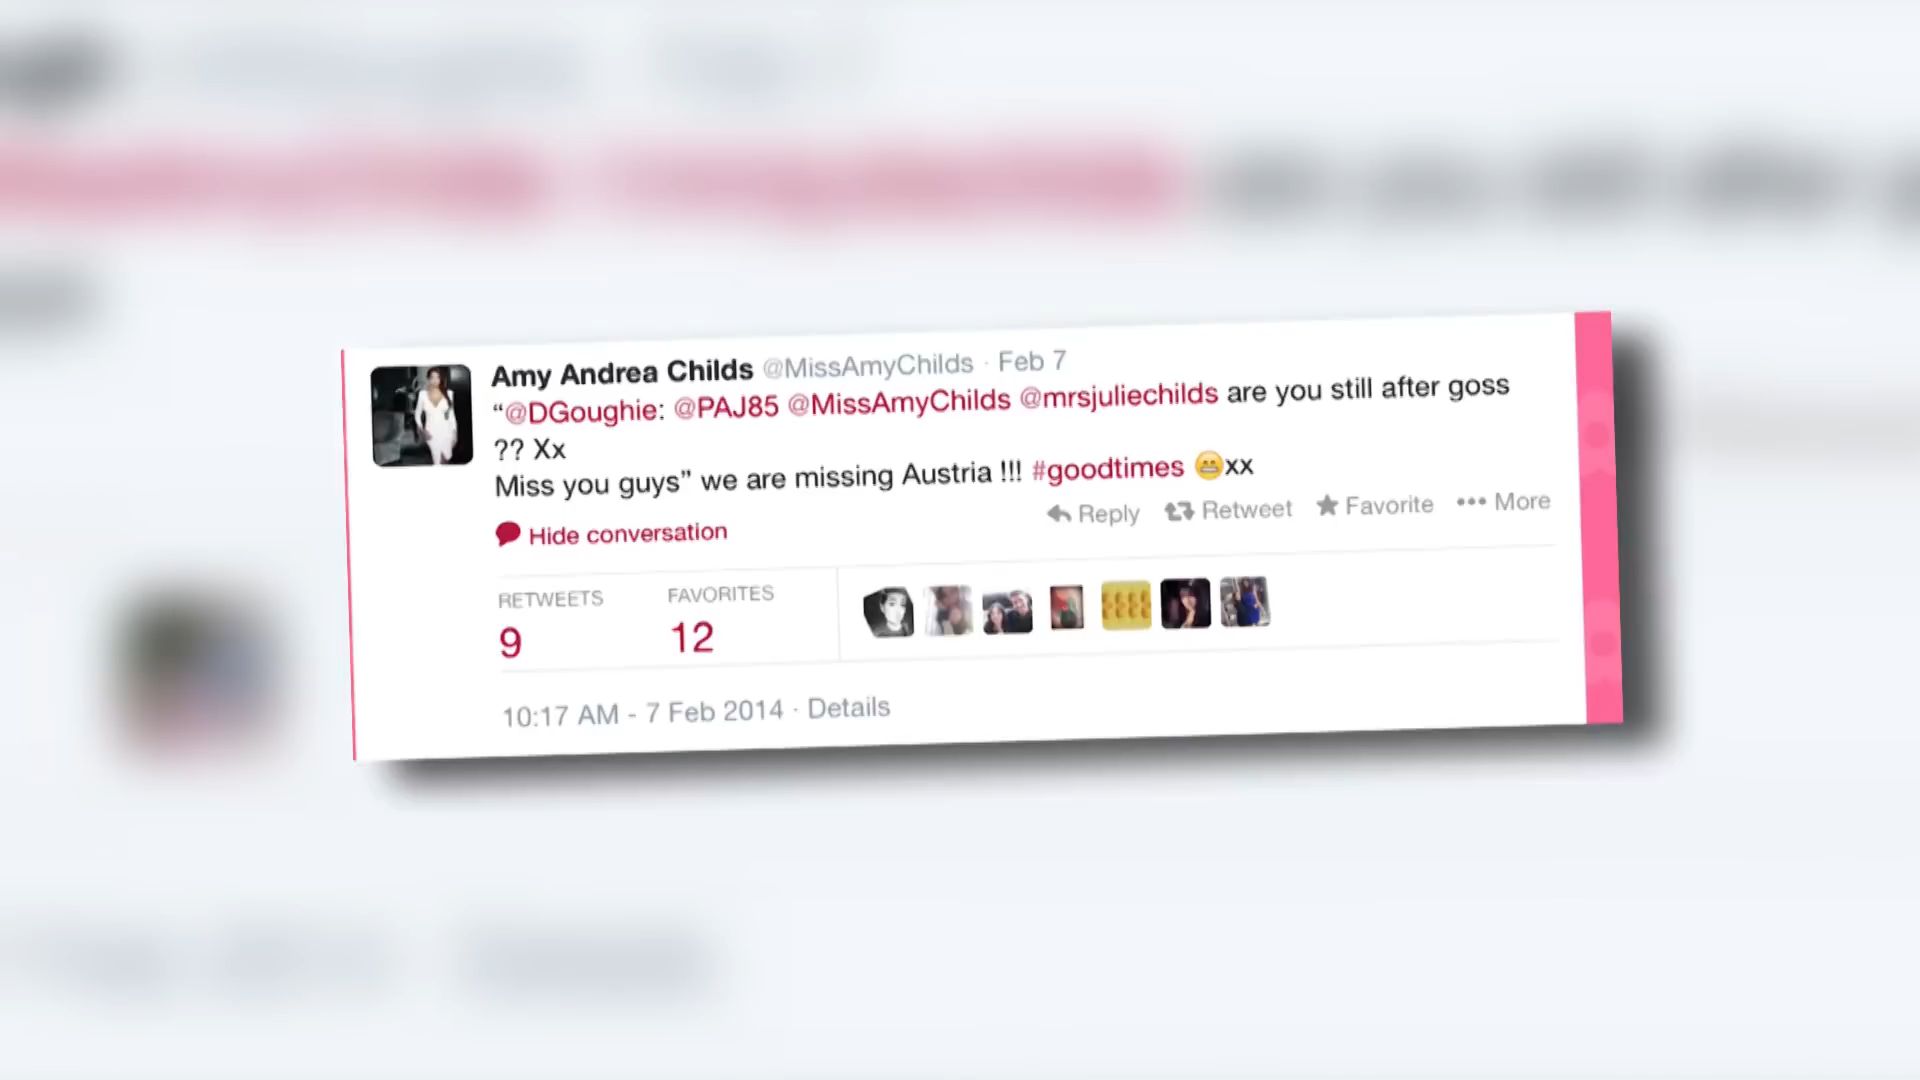 Amy Andrea Childs @MissAmyChilds · Feb 7
“@DGoughie: @PAJ85 @MissAmyChilds @mrsjuliechilds are you still after goss
?? Xx
Miss you guys” we are missing Austria !!! #goodtimes 😁xx
Hide conversation
Reply Retweet Favorite ••• More
RETWEETS FAVORITES
9 12
10:17 AM - 7 Feb 2014 · Details